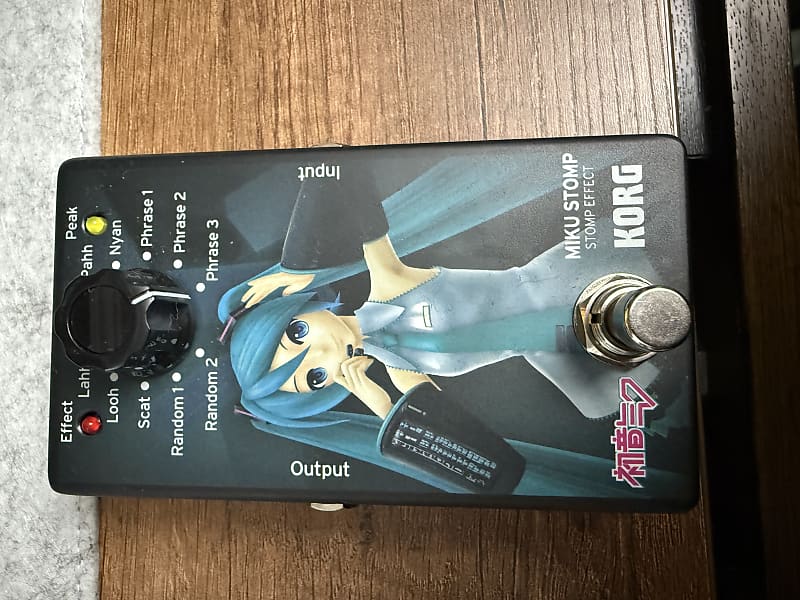 Effect
Peak
Lahh
Pahh
Looh
Nyan
Scat
Phrase 1
Random 1
Phrase 2
Random 2
Phrase 3
Output
Input
初音ミク
MIKU STOMP
STOMP EFFECT
KORG